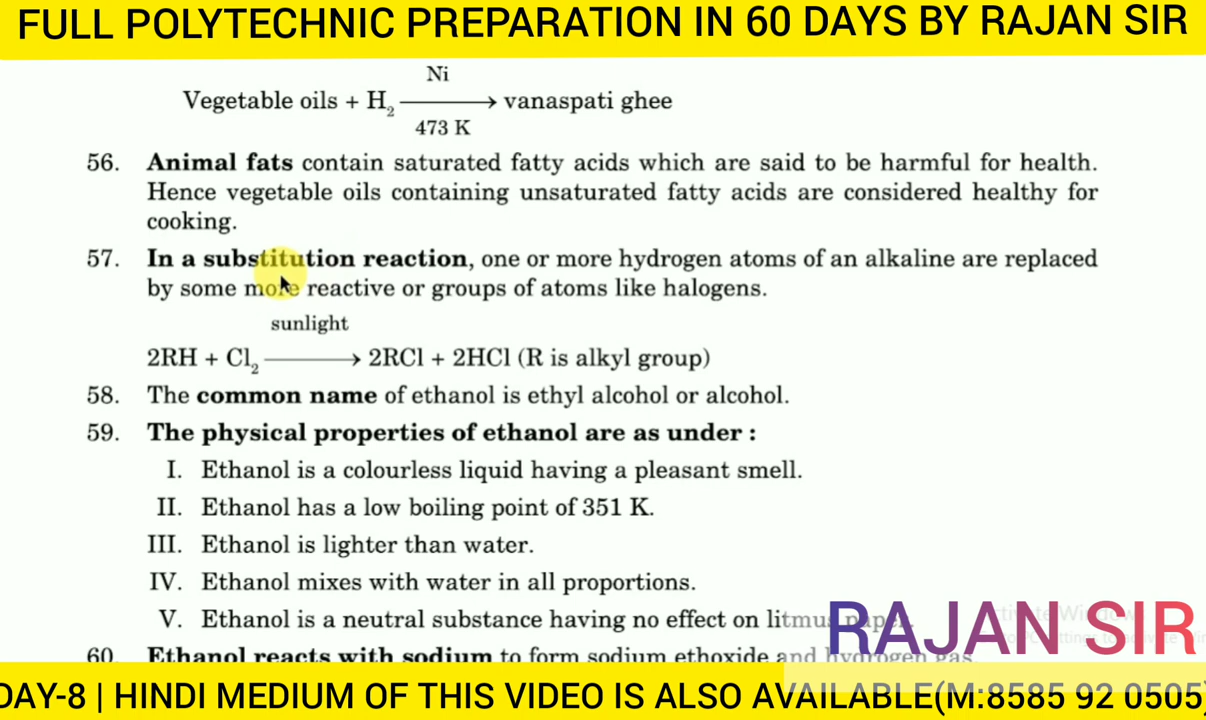 FULL POLYTECHNIC PREPARATION IN 60 DAYS BY RAJAN SIR
Ni
Vegetable oils + H₂ ⟶ vanaspati ghee
473 K
56. Animal fats contain saturated fatty acids which are said to be harmful for health.
Hence vegetable oils containing unsaturated fatty acids are considered healthy for
cooking.
57. In a substitution reaction, one or more hydrogen atoms of an alkaline are replaced
by some more reactive or groups of atoms like halogens.
sunlight
2RH + Cl₂ ⟶ 2RCl + 2HCl (R is alkyl group)
58. The common name of ethanol is ethyl alcohol or alcohol.
59. The physical properties of ethanol are as under :
I. Ethanol is a colourless liquid having a pleasant smell.
II. Ethanol has a low boiling point of 351 K.
III. Ethanol is lighter than water.
IV. Ethanol mixes with water in all proportions.
V. Ethanol is a neutral substance having no effect on litmus paper.
RAJAN SIR
60. Ethanol reacts with sodium to form sodium ethoxide and hydrogen gas
DAY-8 | HINDI MEDIUM OF THIS VIDEO IS ALSO AVAILABLE(M:8585 92 0505)